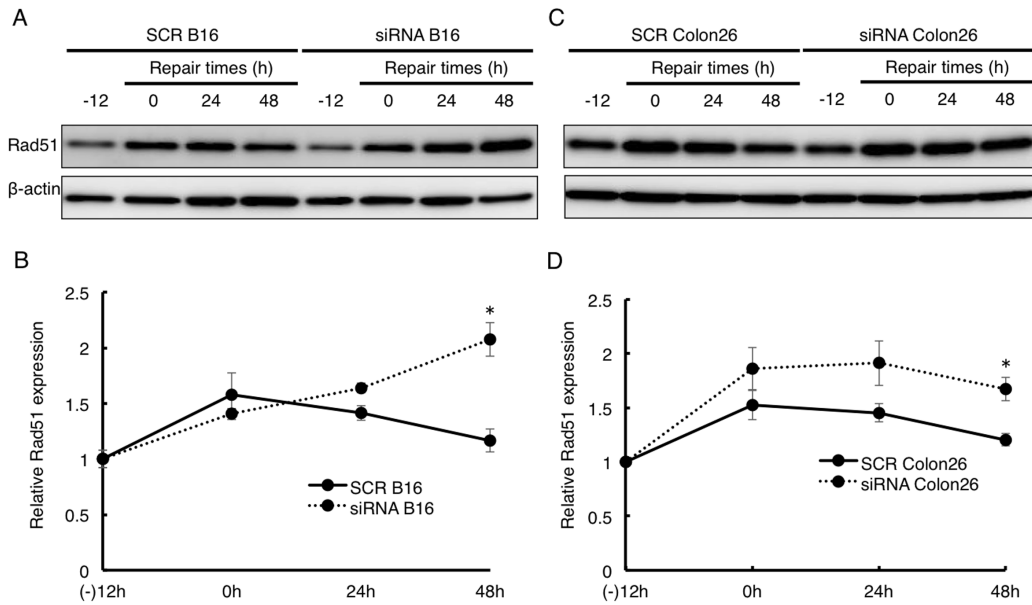 A
SCR B16
siRNA B16
Repair times (h)
Repair times (h)
-12
0
24
48
-12
0
24
48
Rad51
β-actin
C
SCR Colon26
siRNA Colon26
Repair times (h)
Repair times (h)
-12
0
24
48
-12
0
24
48
B
Relative Rad51 expression
2.5
2
1.5
1
0.5
0
*
SCR B16
siRNA B16
(-)12h
0h
24h
48h
D
Relative Rad51 expression
2.5
2
1.5
1
0.5
0
*
SCR Colon26
siRNA Colon26
(-)12h
0h
24h
48h